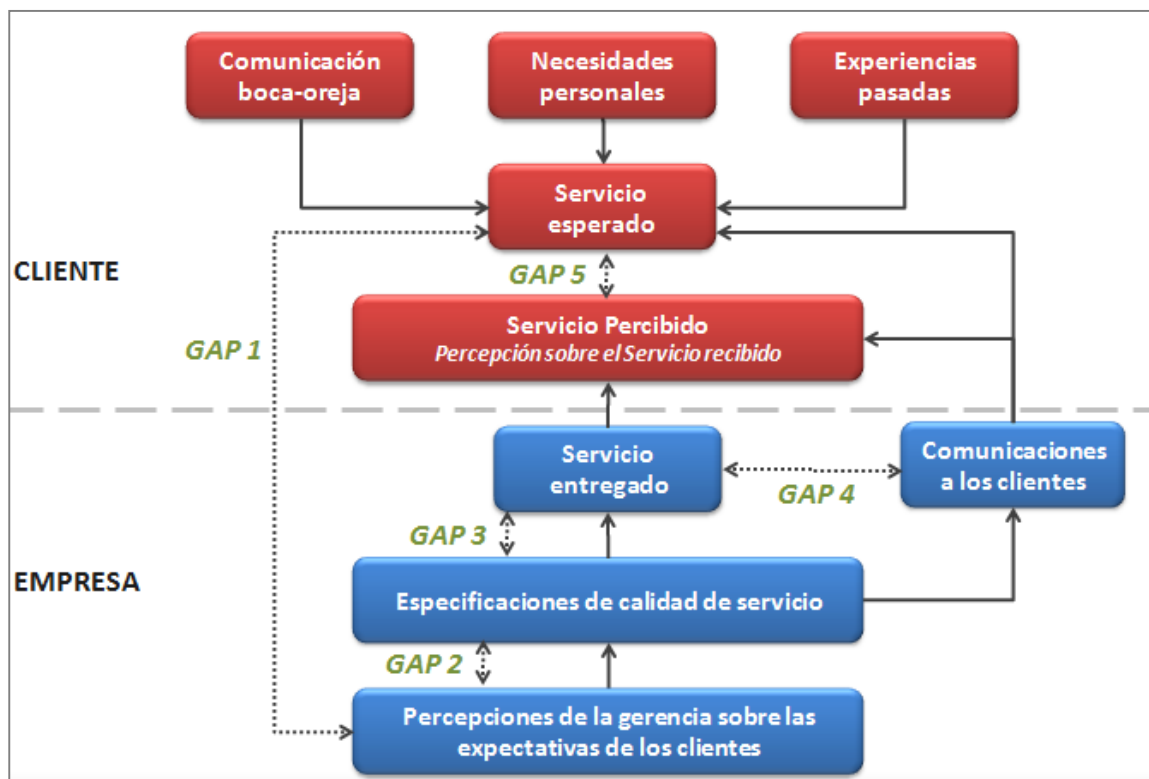 Comunicación
boca-oreja
Necesidades
personales
Experiencias
pasadas
Servicio
esperado
CLIENTE
GAP 5
GAP 1
Servicio Percibido
Percepción sobre el Servicio recibido
Servicio
entregado
Comunicaciones
a los clientes
GAP 4
GAP 3
EMPRESA
Especificaciones de calidad de servicio
GAP 2
Percepciones de la gerencia sobre las
expectativas de los clientes